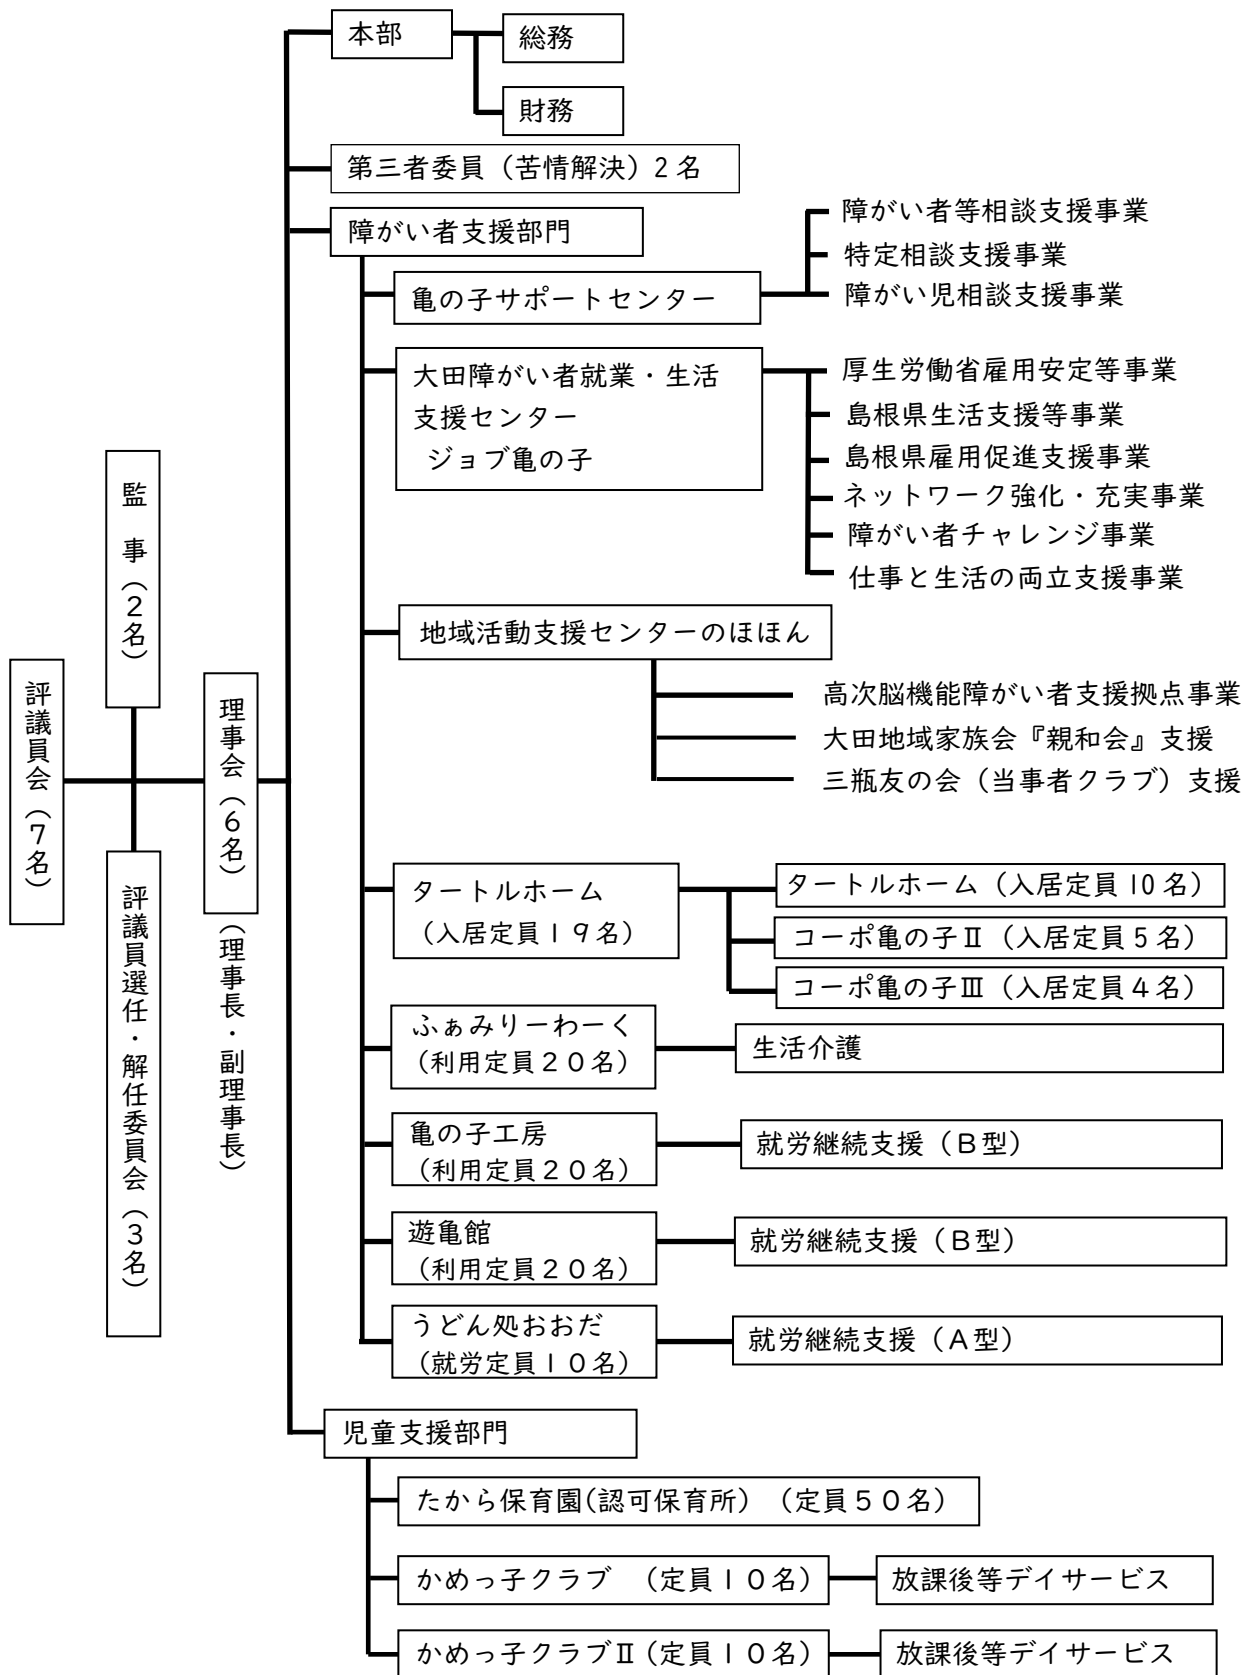 評議員会（7名）
監　事（2名）
評議員選任・解任委員会（3名）
理事会（6名）
（理事長・副理事長）
本部
総務
財務
第三者委員（苦情解決）2名
障がい者支援部門
亀の子サポートセンター
障がい者等相談支援事業
特定相談支援事業
障がい児相談支援事業
大田障がい者就業・生活
支援センター
ジョブ亀の子
厚生労働省雇用安定等事業
島根県生活支援等事業
島根県雇用促進支援事業
ネットワーク強化・充実事業
障がい者チャレンジ事業
仕事と生活の両立支援事業
地域活動支援センターのほほん
高次脳機能障がい者支援拠点事業
大田地域家族会『親和会』支援
三瓶友の会（当事者クラブ）支援
タートルホーム
（入居定員１９名）
タートルホーム（入居定員10名）
コーポ亀の子Ⅱ（入居定員5名）
コーポ亀の子Ⅲ（入居定員4名）
ふぁみりーわーく
（利用定員２０名）
生活介護
亀の子工房
（利用定員２０名）
就労継続支援（Ｂ型）
遊亀館
（利用定員２０名）
就労継続支援（Ｂ型）
うどん処おおだ
（就労定員１０名）
就労継続支援（Ａ型）
児童支援部門
たから保育園(認可保育所)　（定員５０名）
かめっ子クラブ　（定員１０名）
放課後等デイサービス
かめっ子クラブⅡ（定員１０名）
放課後等デイサービス